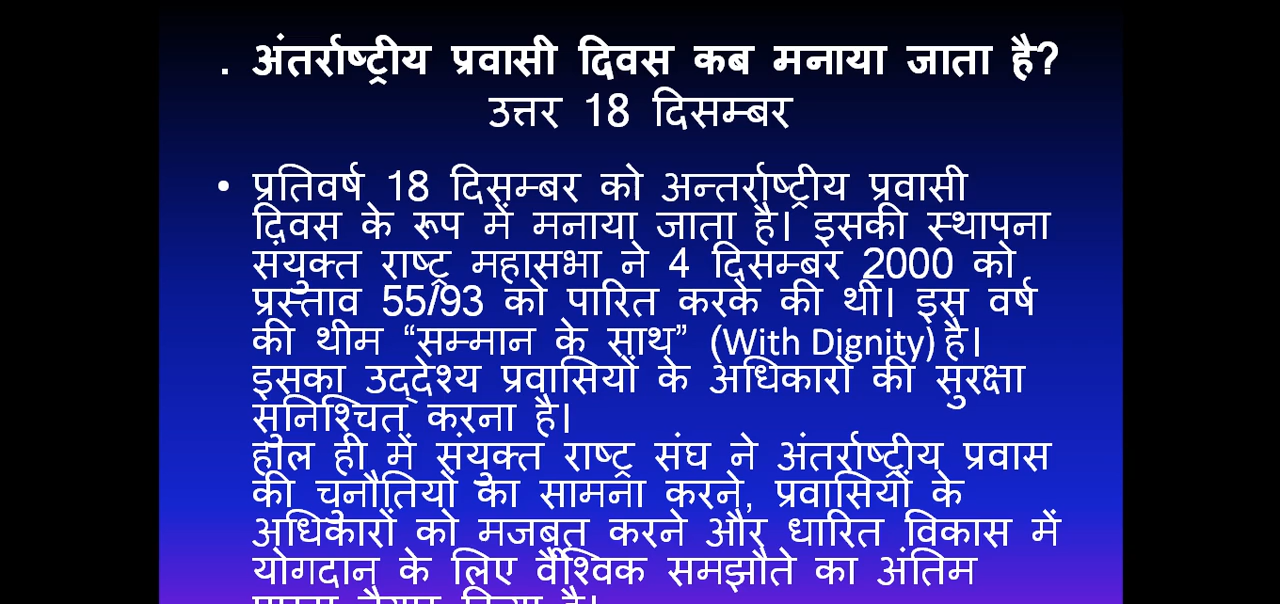 . अंतर्राष्ट्रीय प्रवासी दिवस कब मनाया जाता है?
उत्तर 18 दिसम्बर
• प्रतिवर्ष 18 दिसम्बर को अन्तर्राष्ट्रीय प्रवासी
दिवस के रूप में मनाया जाता है। इसकी स्थापना
संयुक्त राष्ट्र महासभा ने 4 दिसम्बर 2000 को
प्रस्ताव 55/93 को पारित करके की थी। इस वर्ष
की थीम “सम्मान के साथ” (With Dignity) है।
इसका उद्देश्य प्रवासियों के अधिकारों की सुरक्षा
सुनिश्चित करना है।
हाल ही में संयुक्त राष्ट्र संघ ने अंतर्राष्ट्रीय प्रवास
की चुनौतियों का सामना करने, प्रवासियों के
अधिकारों को मजबूत करने और धारित विकास में
योगदान के लिए वैश्विक समझौते का अंतिम
है।